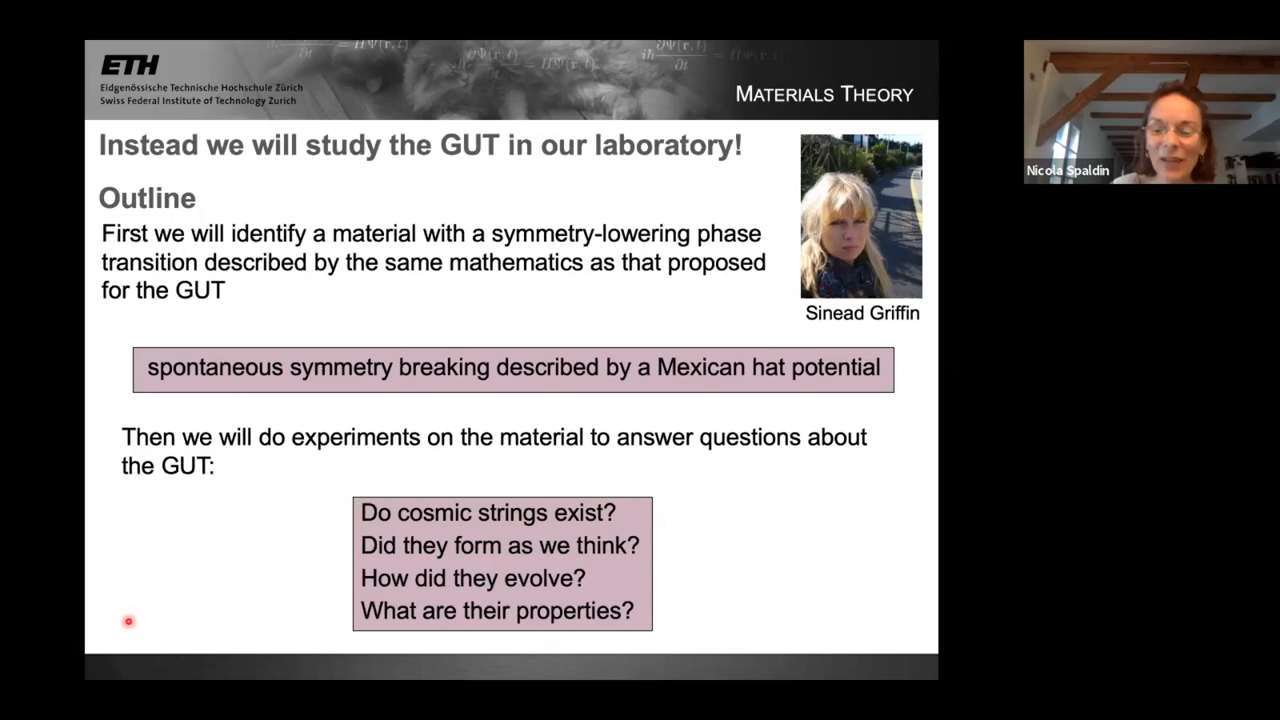 ETH
Eidgenössische Technische Hochschule Zürich
Swiss Federal Institute of Technology Zurich
MATERIALS THEORY
Instead we will study the GUT in our laboratory!
Outline
First we will identify a material with a symmetry-lowering phase
transition described by the same mathematics as that proposed
for the GUT
Sinead Griffin
spontaneous symmetry breaking described by a Mexican hat potential
Then we will do experiments on the material to answer questions about
the GUT:
Do cosmic strings exist?
Did they form as we think?
How did they evolve?
What are their properties?
Nicola Spaldin